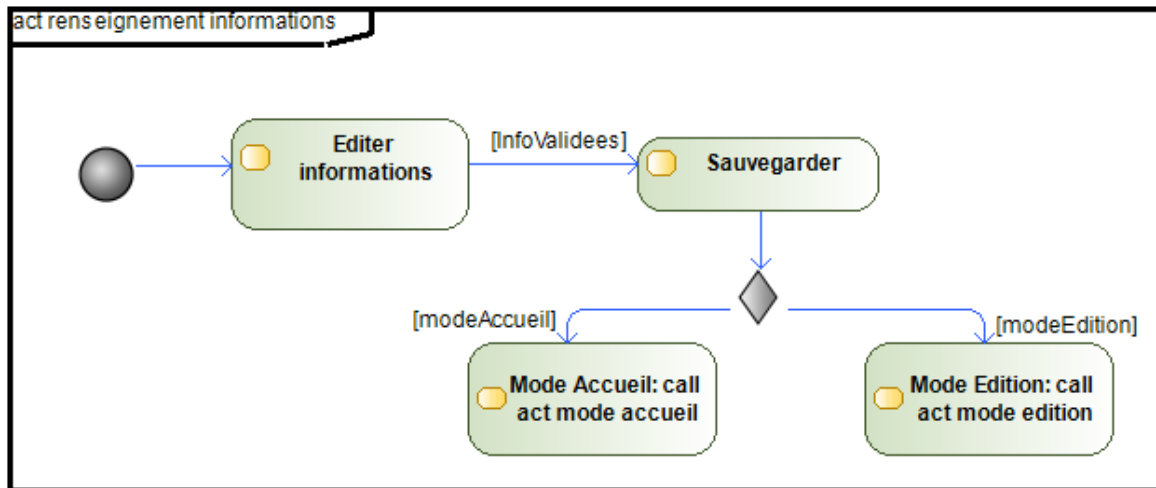 act renseignement informations
Editer
informations
[InfoValidees]
Sauvegarder
[modeAccueil]
[modeEdition]
Mode Accueil: call
act mode accueil
Mode Edition: call
act mode edition